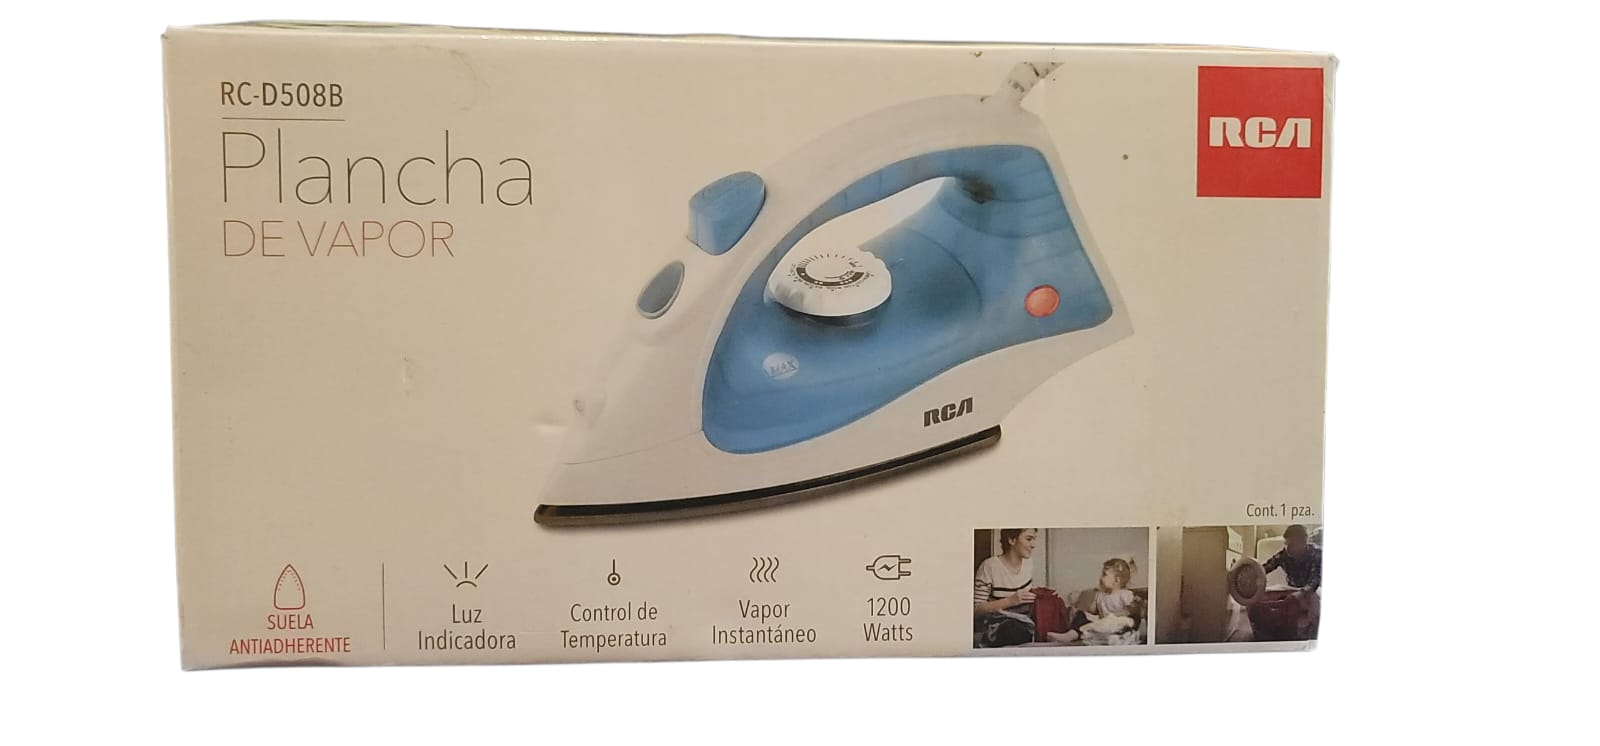 RC-D508B
Plancha
DE VAPOR
RCA
MAX
RCA
Cont. 1 pza.
SUELA
ANTIADHERENTE
Luz
Indicadora
Control de
Temperatura
Vapor
Instantáneo
1200
Watts